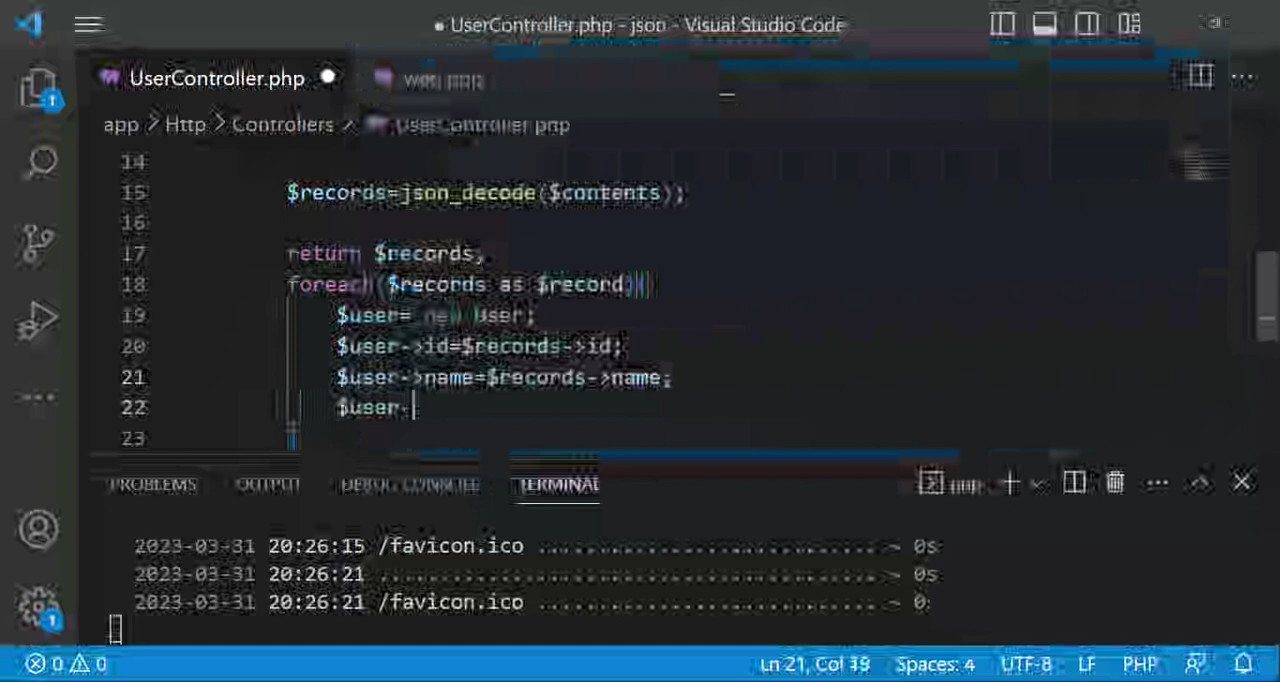 ● UserController.php - json - Visual Studio Code
UserController.php ●
app > Http > Controllers > UserController.php
14
15 $records=json_decode($contents);
16
17 return $records;
18 foreach($records as $record){
19 $user= new User;
20 $user->id=$records->id;
21 $user->name=$records->name;
22 $user-
23
PROBLEMS OUTPUT DEBUG CONSOLE TERMINAL
php
2023-03-31 20:26:15 /favicon.ico ........................... ~ 0s
2023-03-31 20:26:21 ........................................ ~ 0s
2023-03-31 20:26:21 /favicon.ico ........................... ~ 0s
0 0 Ln 21, Col 39 Spaces: 4 UTF-8 LF PHP